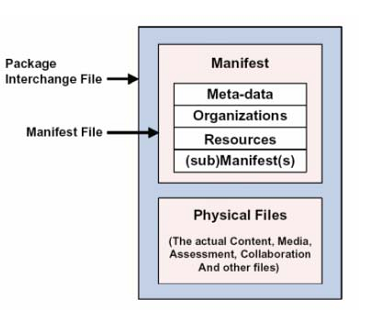 Package
Interchange File
Manifest File
Manifest
Meta-data
Organizations
Resources
(sub)Manifest(s)
Physical Files
(The actual Content, Media,
Assessment, Collaboration
And other files)